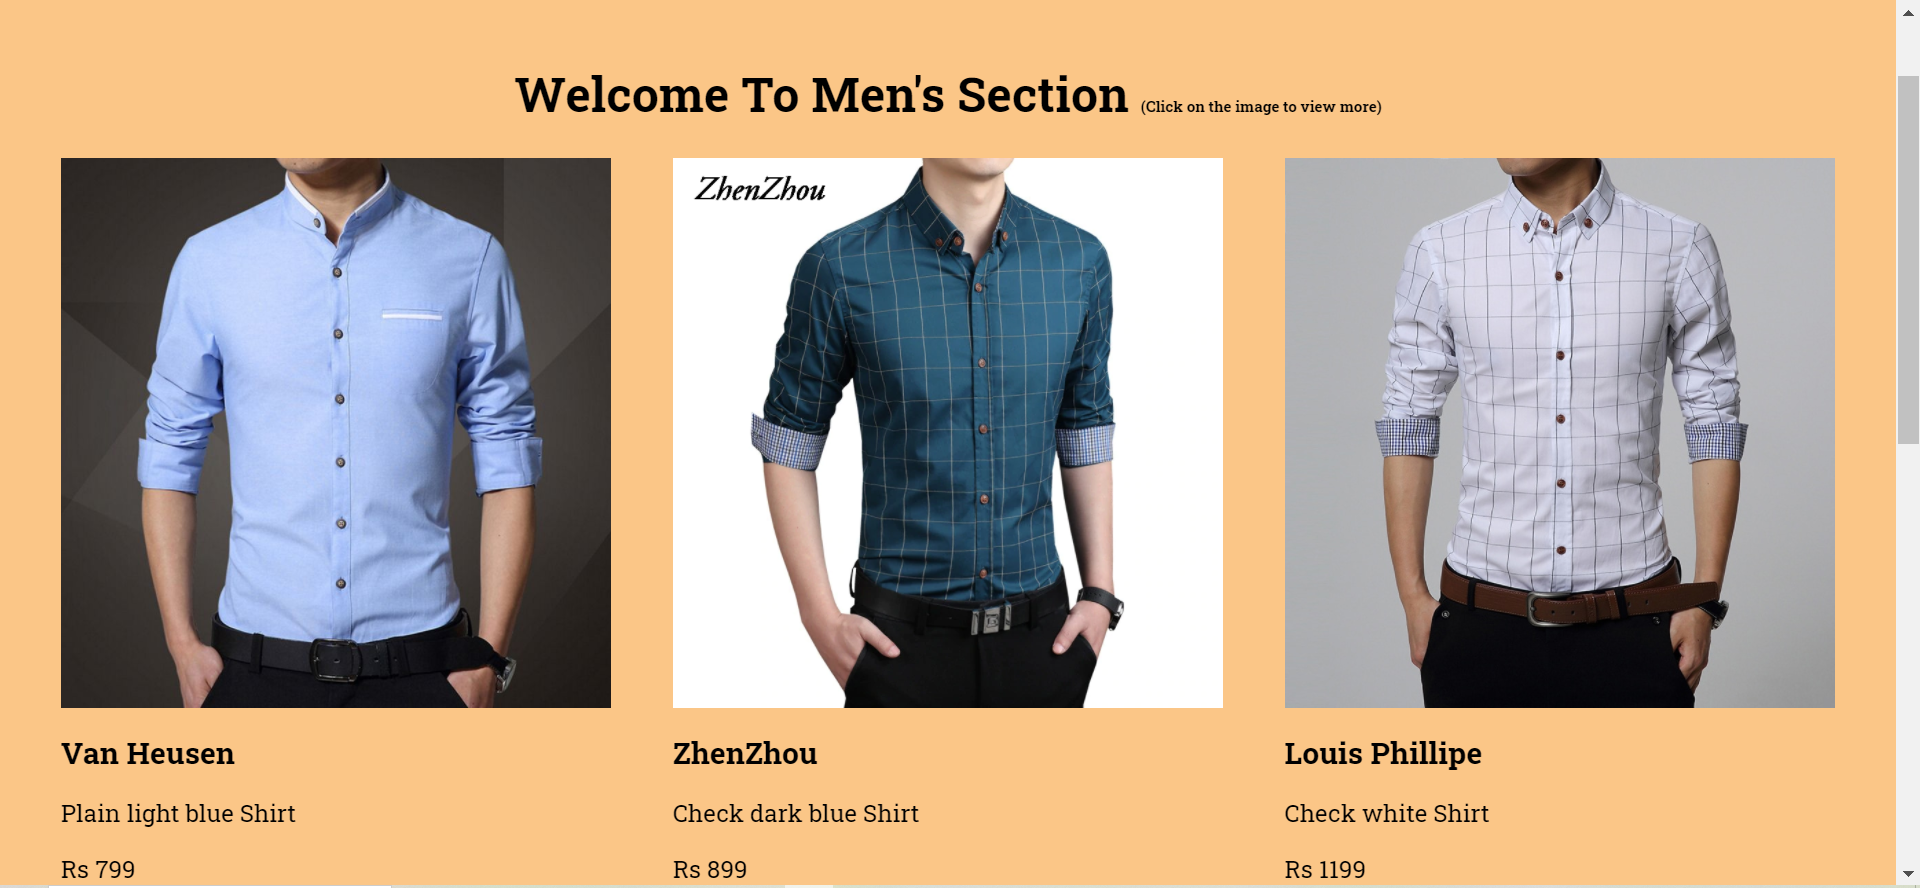 Welcome To Men's Section (Click on the image to view more)
ZhenZhou
Van Heusen
Plain light blue Shirt
Rs 799
ZhenZhou
Check dark blue Shirt
Rs 899
Louis Phillipe
Check white Shirt
Rs 1199